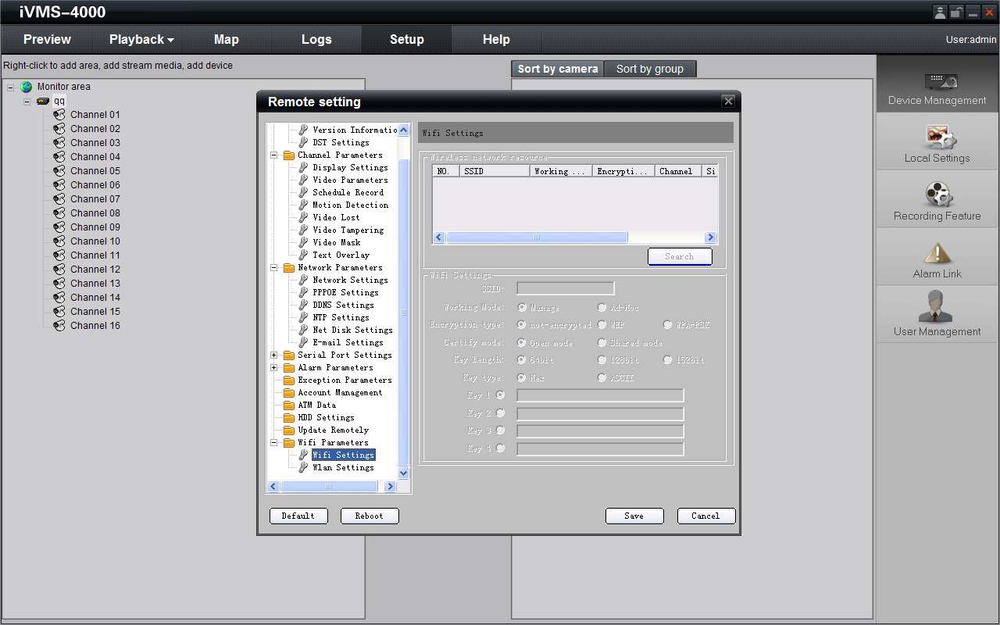 iVMS-4000
Preview Playback Map Logs Setup Help User:admin
Right-click to add area, add stream media, add device
Sort by camera Sort by group
Monitor area
qq
Channel 01
Channel 02
Channel 03
Channel 04
Channel 05
Channel 06
Channel 07
Channel 08
Channel 09
Channel 10
Channel 11
Channel 12
Channel 13
Channel 14
Channel 15
Channel 16
Remote setting
Version Informatio
DST Settings
Channel Parameters
Display Settings
Video Parameters
Schedule Record
Motion Detection
Video Lost
Video Tampering
Video Mask
Text Overlay
Network Parameters
Network Settings
PPPOE Settings
DDNS Settings
NTP Settings
Net Disk Settings
E-mail Settings
Serial Port Settings
Alarm Parameters
Exception Parameters
Account Management
ATM Data
HDD Settings
Update Remotely
Wifi Parameters
Wifi Settings
Wlan Settings
Wifi Settings
Wireless network resource
NO. SSID Working ... Encrypti... Channel Si
Search
Wifi Settings
SSID:
Working Mode: Manage Ad-Hoc
Encryption type: not-encrypted WEP WPA-PSK
Certify mode: Open mode Shared mode
Key length: 64bit 128bit 152bit
Key type: Hex ASCII
Key 1
Key 2
Key 3
Key 4
Default Reboot Save Cancel
Device Management
Local Settings
Recording Feature
Alarm Link
User Management